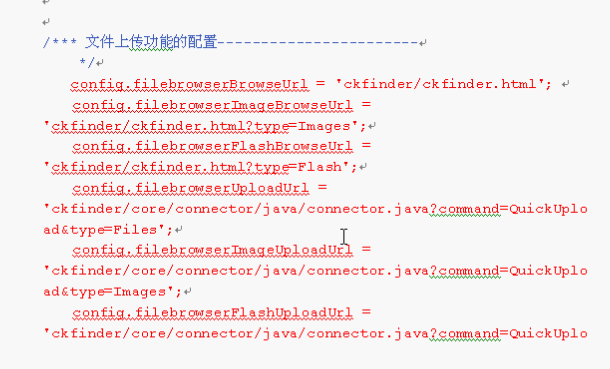 /*** 文件上传功能的配置-----------------------
*/
config.filebrowserBrowseUrl = 'ckfinder/ckfinder.html';
config.filebrowserImageBrowseUrl =
'ckfinder/ckfinder.html?type=Images';
config.filebrowserFlashBrowseUrl =
'ckfinder/ckfinder.html?type=Flash';
config.filebrowserUploadUrl =
'ckfinder/core/connector/java/connector.java?command=QuickUplo
ad&type=Files';
config.filebrowserImageUploadUrl =
'ckfinder/core/connector/java/connector.java?command=QuickUplo
ad&type=Images';
config.filebrowserFlashUploadUrl =
'ckfinder/core/connector/java/connector.java?command=QuickUplo